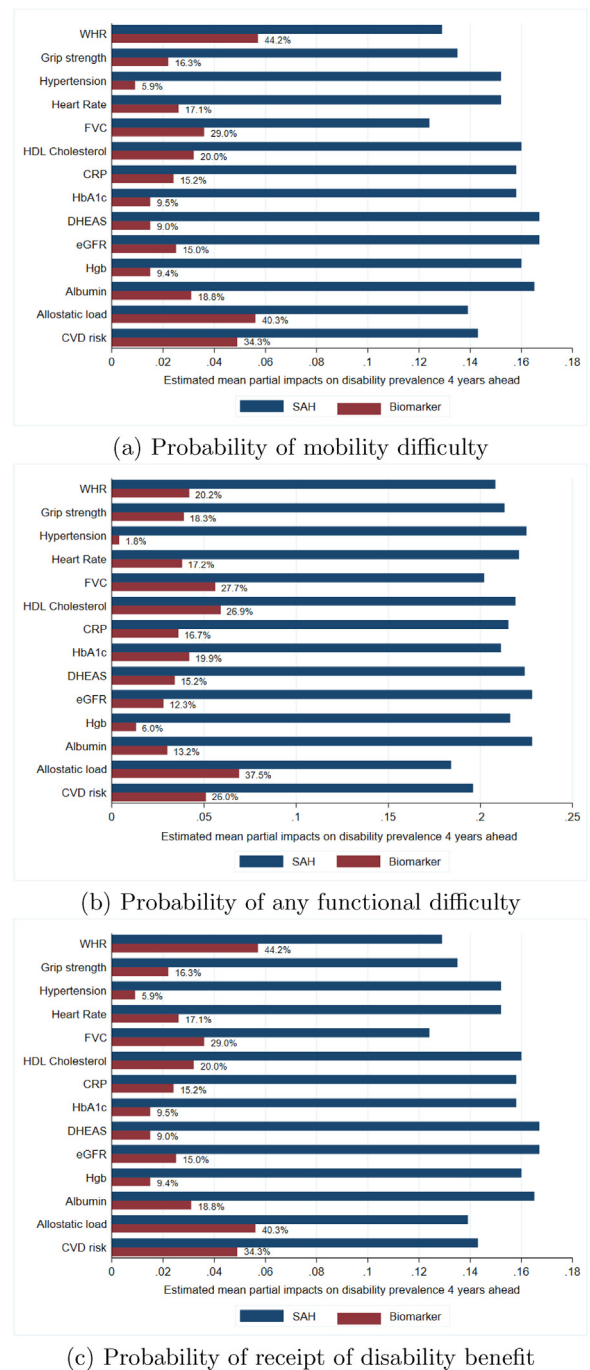 WHR
44.2%
Grip strength
16.3%
Hypertension
5.9%
Heart Rate
17.1%
FVC
29.0%
HDL Cholesterol
20.0%
CRP
15.2%
HbA1c
9.5%
DHEAS
9.0%
eGFR
15.0%
Hgb
9.4%
Albumin
18.8%
Allostatic load
40.3%
CVD risk
34.3%
0 .02 .04 .06 .08 .1 .12 .14 .16 .18
Estimated mean partial impacts on disability prevalence 4 years ahead
SAH Biomarker
(a) Probability of mobility difficulty
WHR
20.2%
Grip strength
18.3%
Hypertension
1.8%
Heart Rate
17.2%
FVC
27.7%
HDL Cholesterol
26.9%
CRP
16.7%
HbA1c
19.9%
DHEAS
15.2%
eGFR
12.3%
Hgb
6.0%
Albumin
13.2%
Allostatic load
37.5%
CVD risk
26.0%
0 .05 .1 .15 .2 .25
Estimated mean partial impacts on disability prevalence 4 years ahead
SAH Biomarker
(b) Probability of any functional difficulty
WHR
44.2%
Grip strength
16.3%
Hypertension
5.9%
Heart Rate
17.1%
FVC
29.0%
HDL Cholesterol
20.0%
CRP
15.2%
HbA1c
9.5%
DHEAS
9.0%
eGFR
15.0%
Hgb
9.4%
Albumin
18.8%
Allostatic load
40.3%
CVD risk
34.3%
0 .02 .04 .06 .08 .1 .12 .14 .16 .18
Estimated mean partial impacts on disability prevalence 4 years ahead
SAH Biomarker
(c) Probability of receipt of disability benefit